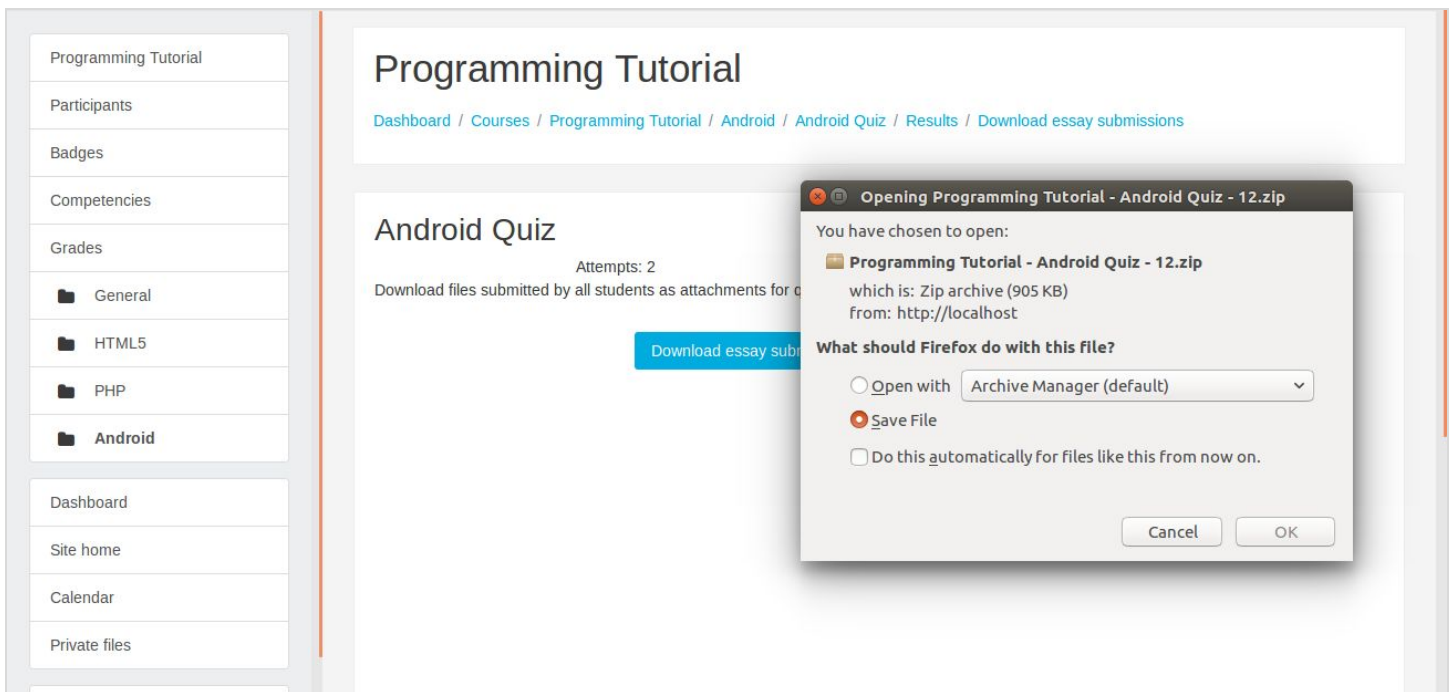 Programming Tutorial
Participants
Badges
Competencies
Grades
General
HTML5
PHP
Android
Dashboard
Site home
Calendar
Private files
Programming Tutorial
Dashboard / Courses / Programming Tutorial / Android / Android Quiz / Results / Download essay submissions
Android Quiz
Attempts: 2
Download files submitted by all students as attachments for
Download essay
Opening Programming Tutorial - Android Quiz - 12.zip
You have chosen to open:
Programming Tutorial - Android Quiz - 12.zip
which is: Zip archive (905 KB)
from: http://localhost
What should Firefox do with this file?
Open with Archive Manager (default)
Save File
Do this automatically for files like this from now on.
Cancel OK